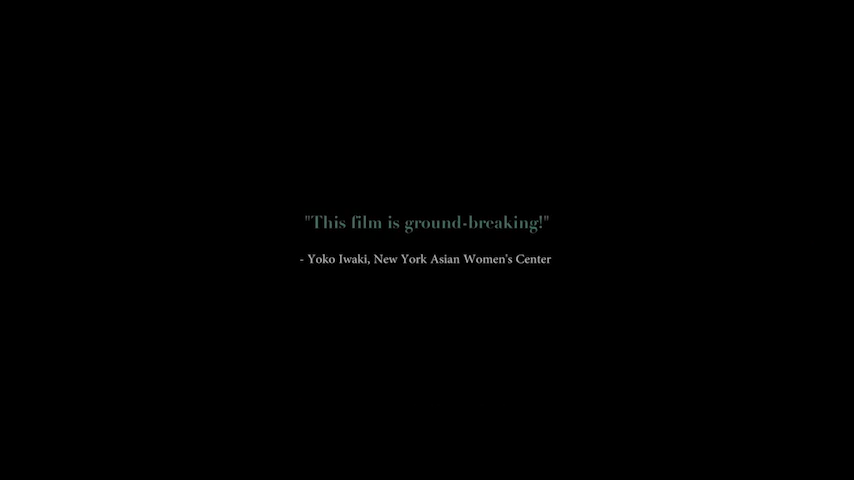 "This film is ground-breaking!"
- Yoko Iwaki, New York Asian Women's Center